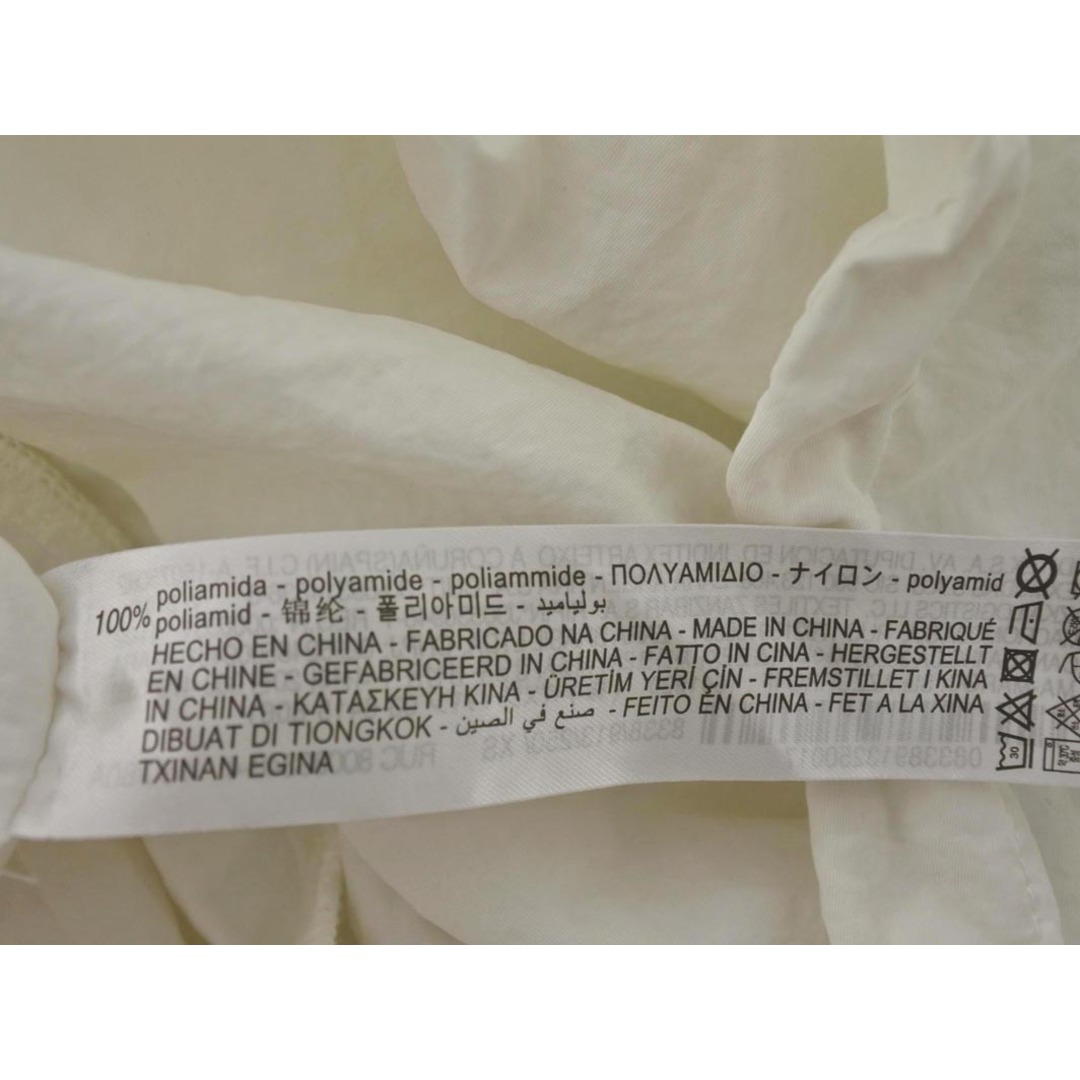 100% poliamida - polyamide - poliammide - ΠΟΛΥΑΜΙΔΙΟ - ナイロン - polyamid
poliamid - 锦纶 - 폴리아미드 - بولياميد
HECHO EN CHINA - FABRICADO NA CHINA - MADE IN CHINA - FABRIQUÉ
EN CHINE - GEFABRICEERD IN CHINA - FATTO IN CINA - HERGESTELLT
IN CHINA - ΚΑΤΑΣΚΕΥΗ ΚΙΝΑ - ÜRETİM YERİ ÇİN - FREMSTILLET I KINA
DIBUAT DI TIONGKOK - صنع في الصين - FEITO EN CHINA - FET A LA XINA
TXINAN EGINA
30